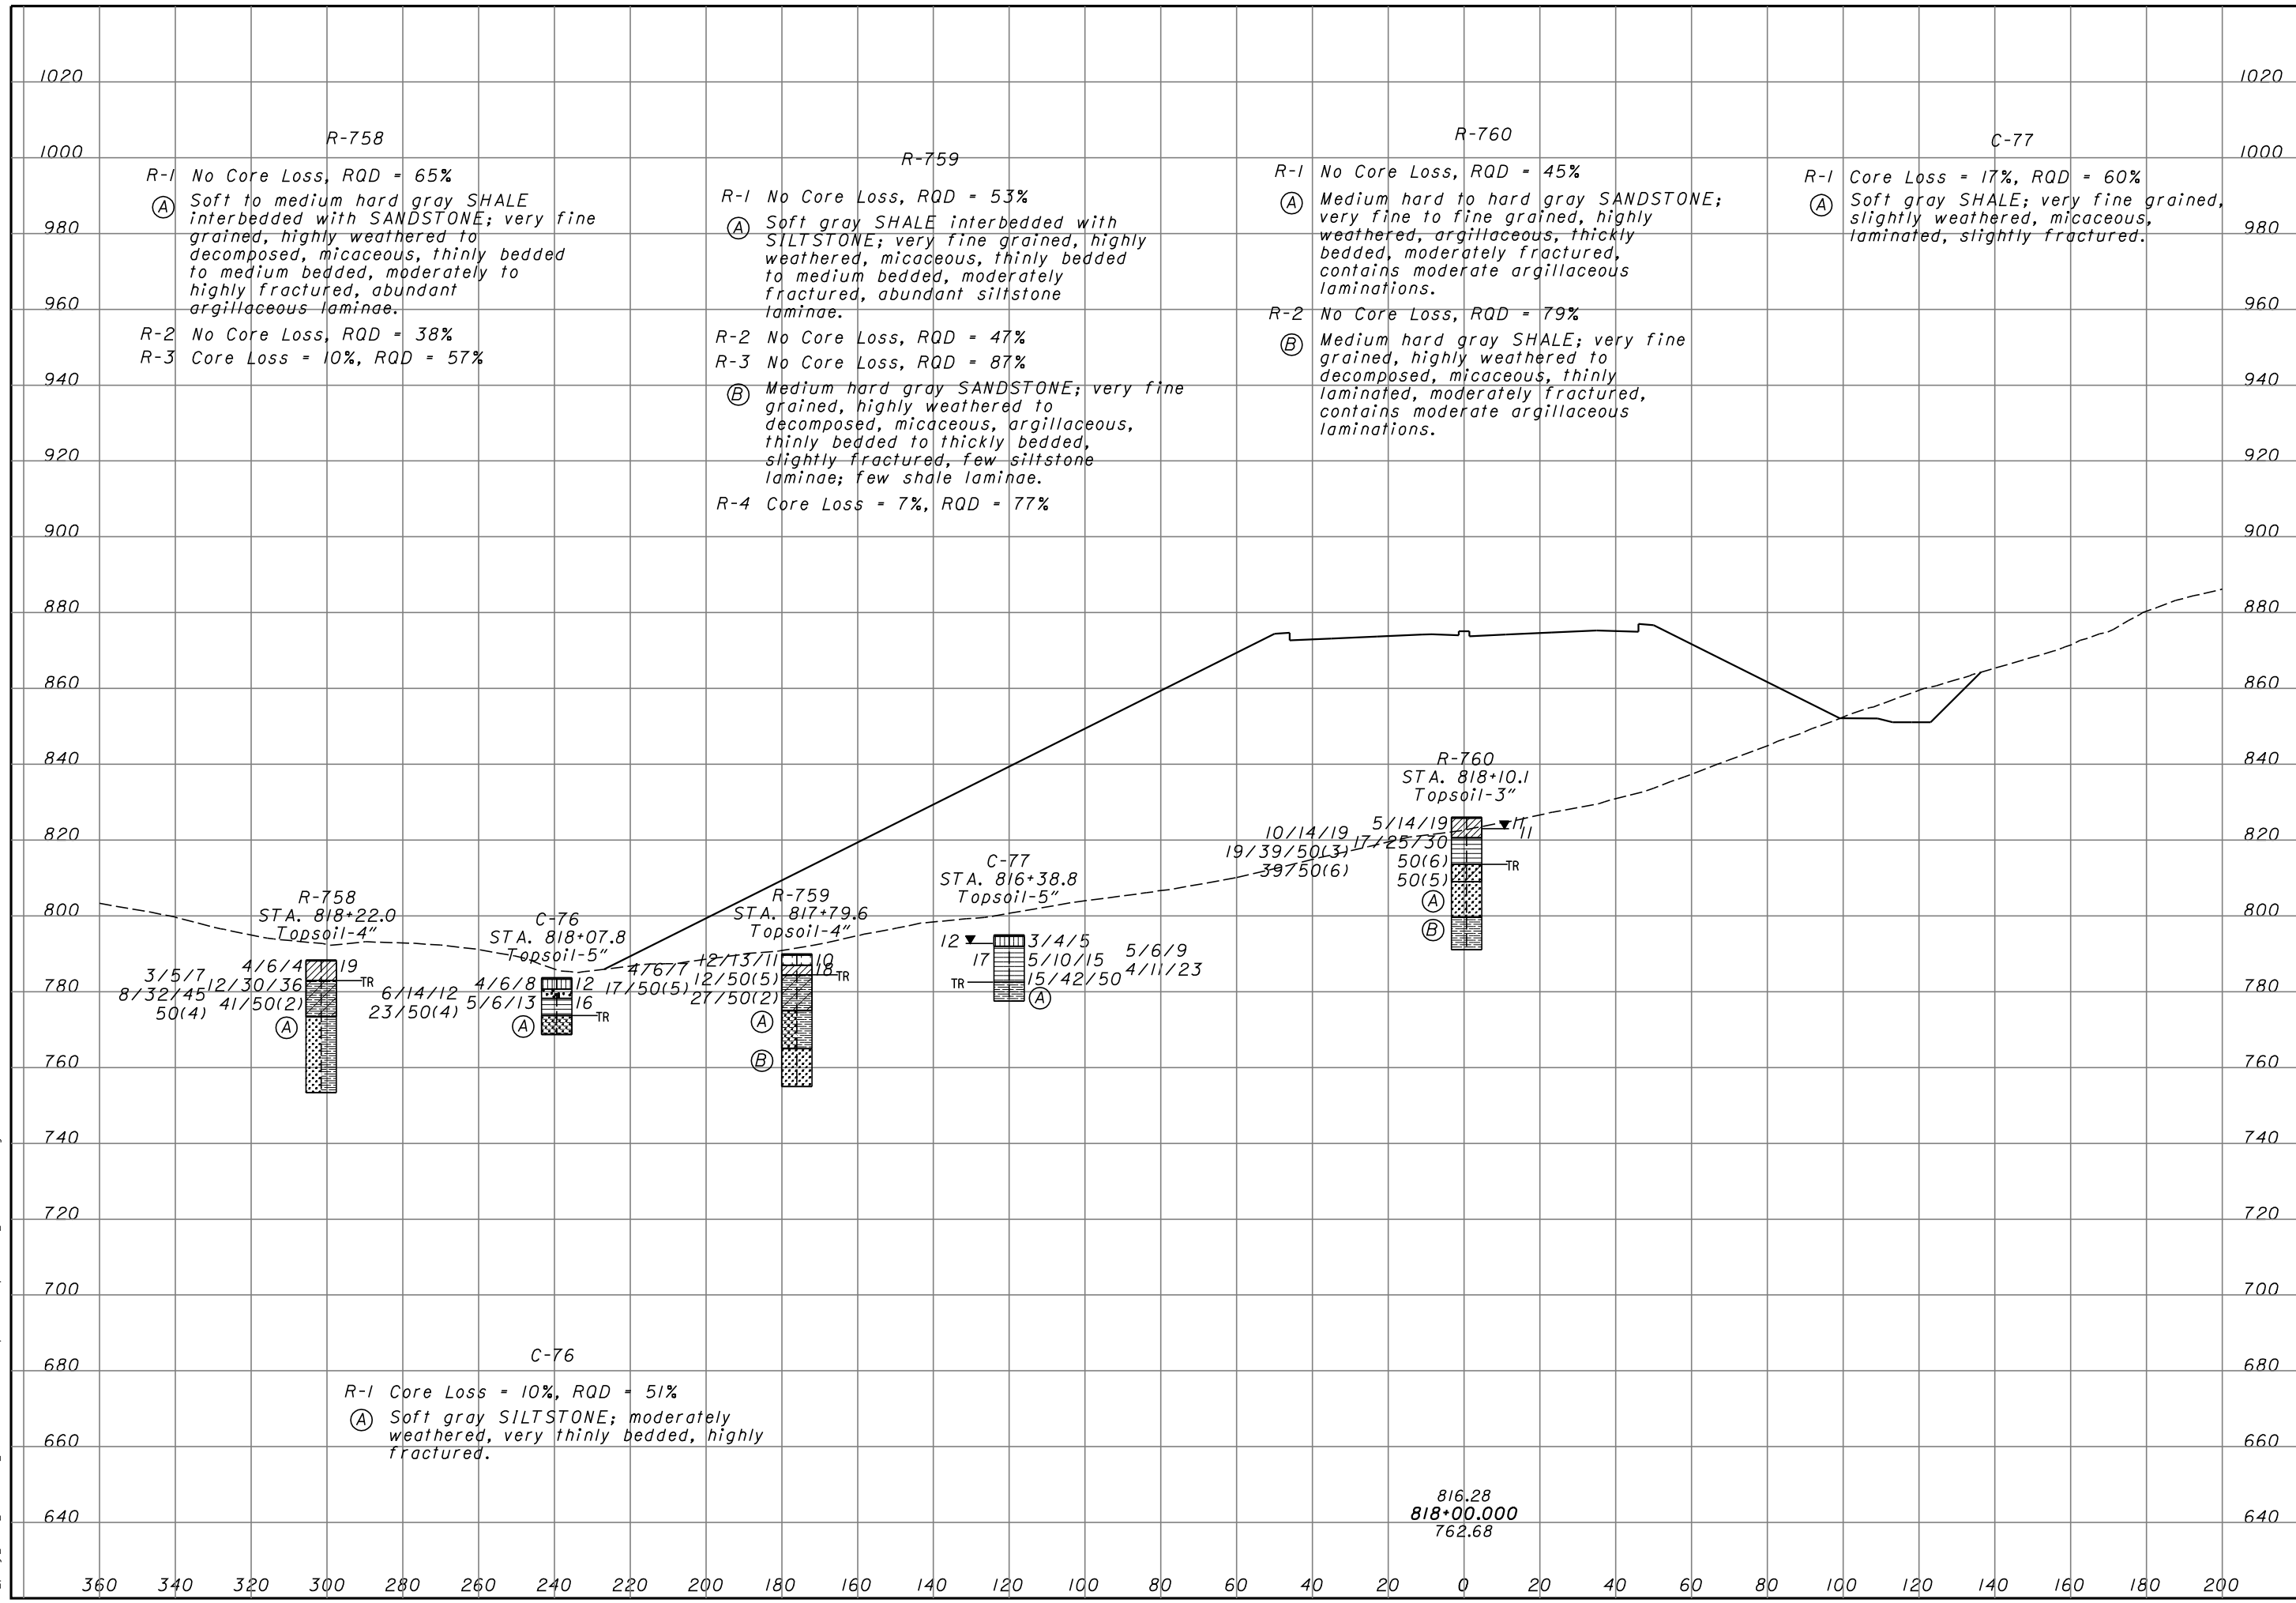 1020 1020
1000 1000
980 980
960 960
940 940
920 920
900 900
880 880
860 860
840 840
820 820
800 800
780 780
760 760
740 740
720 720
700 700
680 680
660 660
640 640
R-758
R-1 No Core Loss, RQD = 65%
A Soft to medium hard gray SHALE
interbedded with SANDSTONE; very fine
grained, highly weathered to
decomposed, micaceous, thinly bedded
to medium bedded, moderately to
highly fractured, abundant
argillaceous laminae.
R-2 No Core Loss, RQD = 38%
R-3 Core Loss = 10%, RQD = 57%
R-759
R-1 No Core Loss, RQD = 53%
A Soft gray SHALE interbedded with
SILTSTONE; very fine grained, highly
weathered, micaceous, thinly bedded
to medium bedded, moderately
fractured, abundant siltstone
laminae.
R-2 No Core Loss, RQD = 47%
R-3 No Core Loss, RQD = 87%
B Medium hard gray SANDSTONE; very fine
grained, highly weathered to
decomposed, micaceous, argillaceous,
thinly bedded to thickly bedded,
slightly fractured, few siltstone
laminae; few shale laminae.
R-4 Core Loss = 7%, RQD = 77%
R-760
R-1 No Core Loss, RQD = 45%
A Medium hard to hard gray SANDSTONE;
very fine to fine grained, highly
weathered, argillaceous, thickly
bedded, moderately fractured,
contains moderate argillaceous
laminations.
R-2 No Core Loss, RQD = 79%
B Medium hard gray SHALE; very fine
grained, highly weathered to
decomposed, micaceous, thinly
laminated, moderately fractured,
contains moderate argillaceous
laminations.
C-77
R-1 Core Loss = 17%, RQD = 60%
A Soft gray SHALE; very fine grained,
slightly weathered, micaceous,
laminated, slightly fractured.
R-758
STA. 818+22.0
Topsoil-4"
4/6/4 19
3/5/7
12/30/36 TR
8/32/45
41/50(2)
50(4)
A
C-76
STA. 818+07.8
Topsoil-5"
4/6/8 12
6/14/12
5/6/13 16
23/50(4)
TR
A
R-759
STA. 817+79.6
Topsoil-4"
12/13/11 10
4/6/7
12/50(5) 18 TR
17/50(5)
27/50(2)
A
B
C-77
STA. 816+38.8
Topsoil-5"
12 3/4/5
5/6/9
17 5/10/15
4/11/23
TR 15/42/50
A
R-760
STA. 818+10.1
Topsoil-3"
5/14/19 11
10/14/19 11
17/25/30
19/39/50(3)
50(6) TR
39/50(6)
50(5)
A
B
C-76
R-1 Core Loss = 10%, RQD = 51%
A Soft gray SILTSTONE; moderately
weathered, very thinly bedded, highly
fractured.
816.28
818+00.000
762.68
360 340 320 300 280 260 240 220 200 180 160 140 120 100 80 60 40 20 0 20 40 60 80 100 120 140 160 180 200